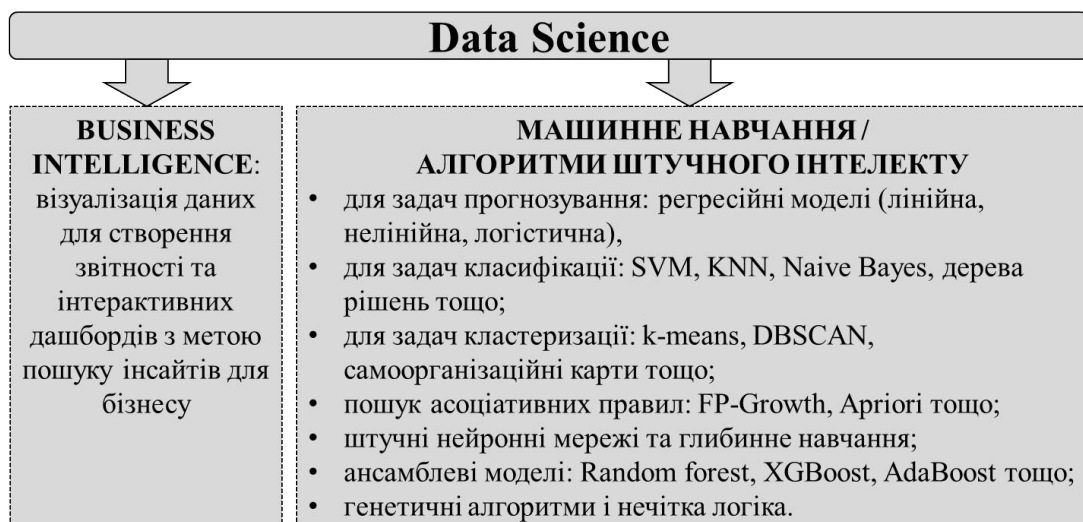 Data Science
BUSINESS
INTELLIGENCE:
візуалізація даних
для створення
звітності та
інтерактивних
дашбордів з метою
пошуку інсайтів для
бізнесу
МАШИННЕ НАВЧАННЯ /
АЛГОРИТМИ ШТУЧНОГО ІНТЕЛЕКТУ
• для задач прогнозування: регресійні моделі (лінійна,
нелінійна, логістична),
• для задач класифікації: SVM, KNN, Naive Bayes, дерева
рішень тощо;
• для задач кластеризації: k-means, DBSCAN,
самоорганізаційні карти тощо;
• пошук асоціативних правил: FP-Growth, Apriori тощо;
• штучні нейронні мережі та глибинне навчання;
• ансамблеві моделі: Random forest, XGBoost, AdaBoost тощо;
• генетичні алгоритми і нечітка логіка.